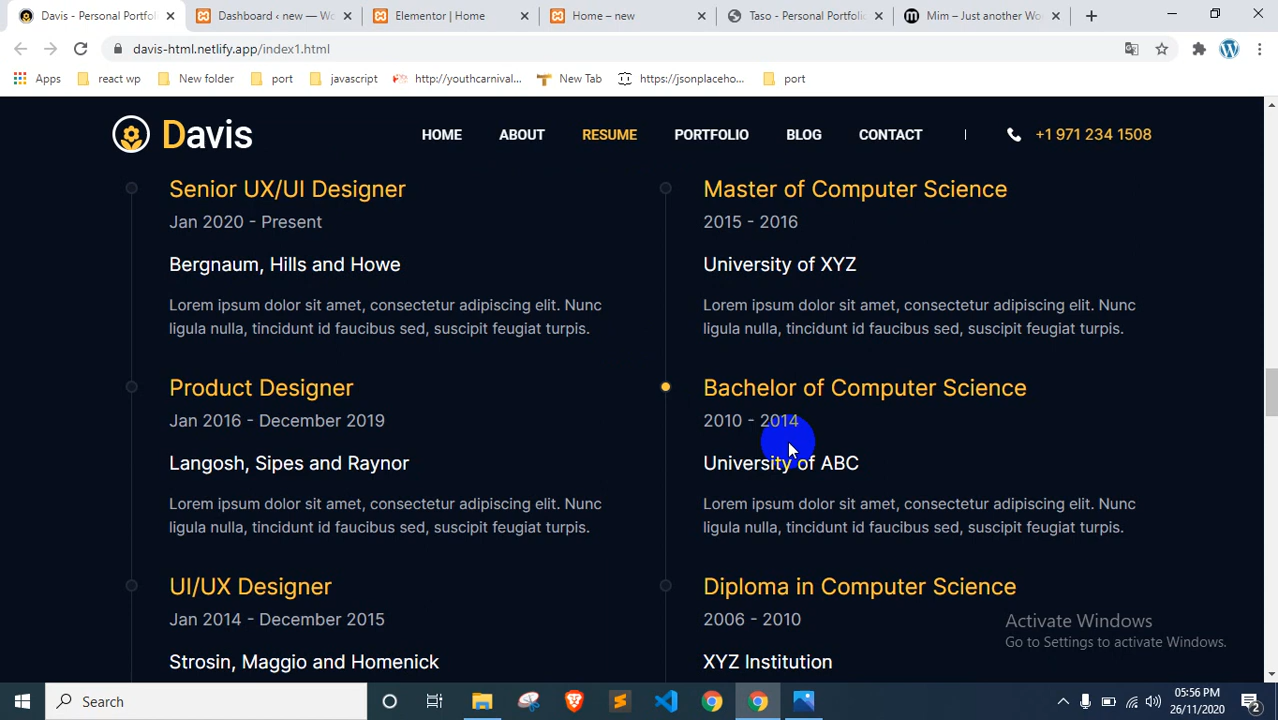 Davis - Personal Portfol
Dashboard ‹ new — Wo
Elementor | Home
Home – new
Taso - Personal Portfolio
Mim – Just another Wo
davis-html.netlify.app/index1.html
Apps
react wp
New folder
port
javascript
http://youthcarnival...
New Tab
https://jsonplaceho...
port
Davis
HOME
ABOUT
RESUME
PORTFOLIO
BLOG
CONTACT
+1 971 234 1508
Senior UX/UI Designer
Jan 2020 - Present
Bergnaum, Hills and Howe
Lorem ipsum dolor sit amet, consectetur adipiscing elit. Nunc
ligula nulla, tincidunt id faucibus sed, suscipit feugiat turpis.
Product Designer
Jan 2016 - December 2019
Langosh, Sipes and Raynor
Lorem ipsum dolor sit amet, consectetur adipiscing elit. Nunc
ligula nulla, tincidunt id faucibus sed, suscipit feugiat turpis.
UI/UX Designer
Jan 2014 - December 2015
Strosin, Maggio and Homenick
Master of Computer Science
2015 - 2016
University of XYZ
Lorem ipsum dolor sit amet, consectetur adipiscing elit. Nunc
ligula nulla, tincidunt id faucibus sed, suscipit feugiat turpis.
Bachelor of Computer Science
2010 - 2014
University of ABC
Lorem ipsum dolor sit amet, consectetur adipiscing elit. Nunc
ligula nulla, tincidunt id faucibus sed, suscipit feugiat turpis.
Diploma in Computer Science
2006 - 2010
XYZ Institution
Activate Windows
Go to Settings to activate Windows.
Search
05:56 PM
26/11/2020
2